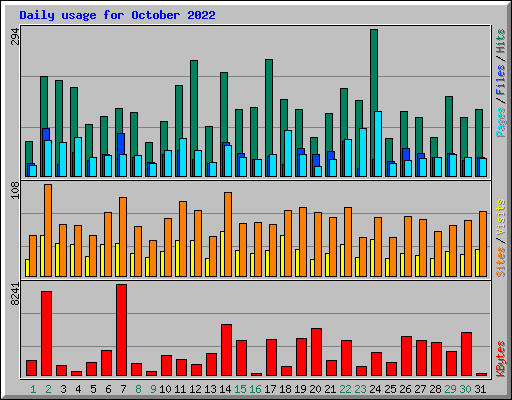 Daily usage for October 2022
294
Pages / Files / Hits
108
Sites / Visits
8241
KBytes
1 2 3 4 5 6 7 8 9 10 11 12 13 14 15 16 17 18 19 20 21 22 23 24 25 26 27 28 29 30 31